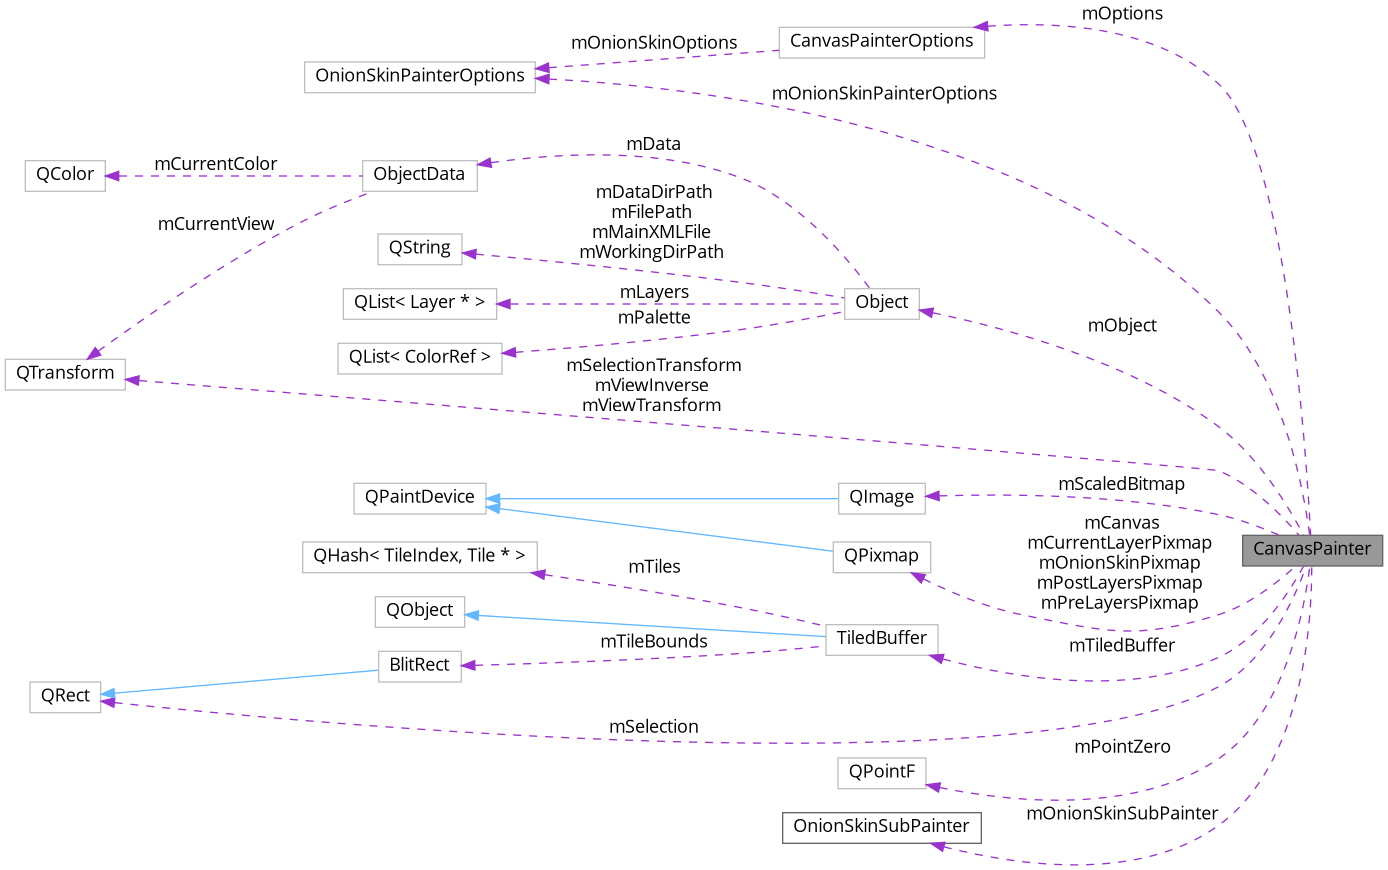 mOptions
CanvasPainterOptions
mOnionSkinOptions
OnionSkinPainterOptions
mOnionSkinPainterOptions
mData
QColor
mCurrentColor
ObjectData
mDataDirPath
mFilePath
mMainXMLFile
mWorkingDirPath
mCurrentView
QString
mLayers
QList< Layer * >
Object
mPalette
mObject
QList< ColorRef >
QTransform
mSelectionTransform
mViewInverse
mViewTransform
mScaledBitmap
QPaintDevice
QImage
mCanvas
mCurrentLayerPixmap
mOnionSkinPixmap
mPostLayersPixmap
mPreLayersPixmap
CanvasPainter
QHash< TileIndex, Tile * >
QPixmap
mTiles
QObject
TiledBuffer
mTiledBuffer
mTileBounds
BlitRect
QRect
mSelection
mPointZero
QPointF
mOnionSkinSubPainter
OnionSkinSubPainter